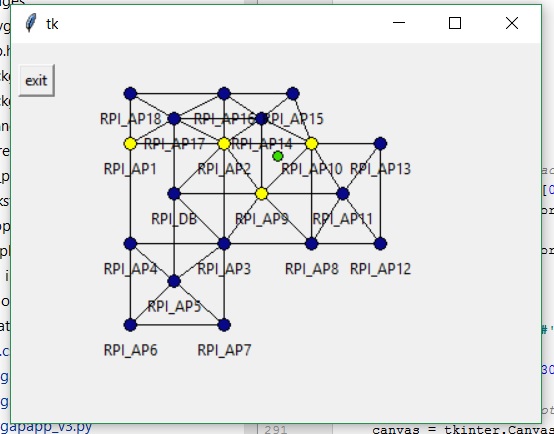 tk
exit
RPI_AP18
RPI_AP16
RPI_AP15
RPI_AP17
RPI_AP14
RPI_AP1
RPI_AP2
RPI_AP10
RPI_AP13
RPI_DB
RPI_AP9
RPI_AP11
RPI_AP4
RPI_AP3
RPI_AP8
RPI_AP12
RPI_AP5
RPI_AP6
RPI_AP7
gapapp_v3.py
291
canvas = tkinter.Canvas